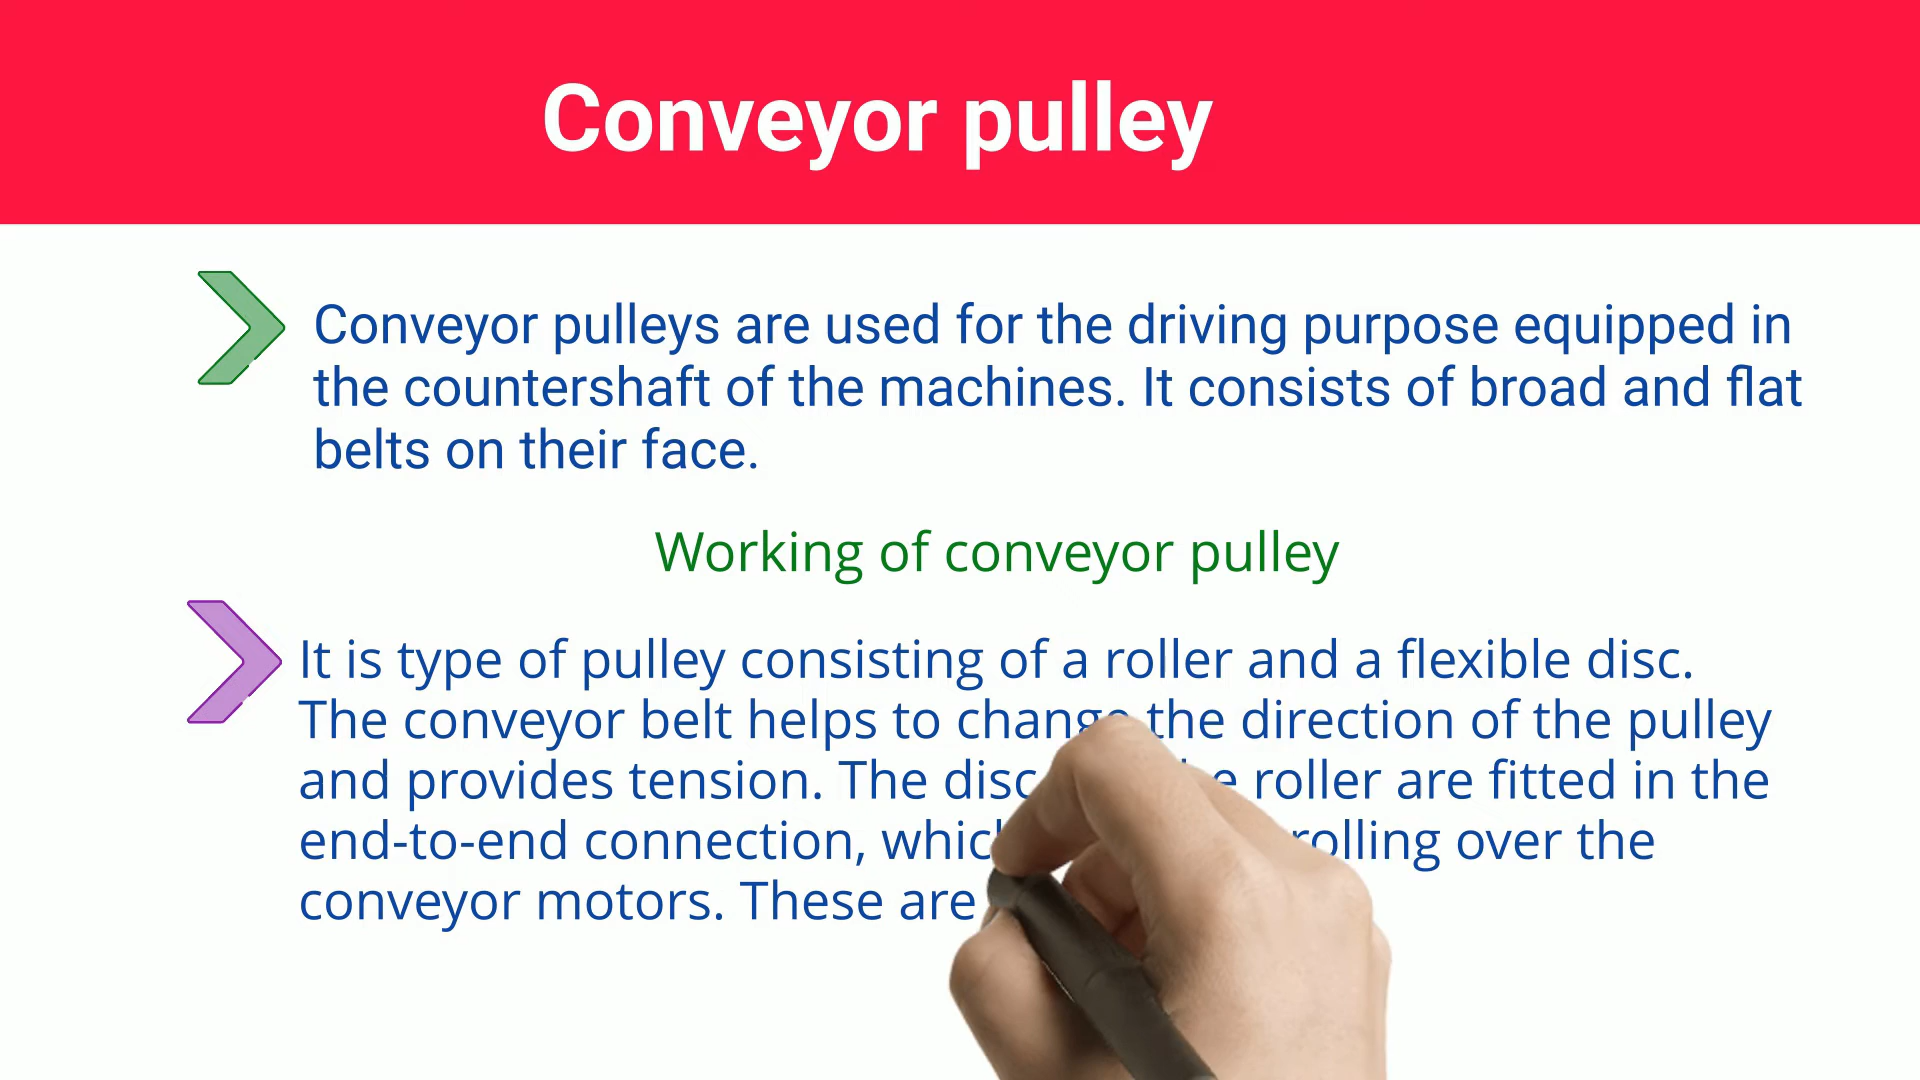 Conveyor pulley
Conveyor pulleys are used for the driving purpose equipped in
the countershaft of the machines. It consists of broad and flat
belts on their face.
Working of conveyor pulley
It is type of pulley consisting of a roller and a flexible disc.
The conveyor belt helps to change the direction of the pulley
and provides tension. The disc roller are fitted in the
end-to-end connection, rolling over the
conveyor motors. These are